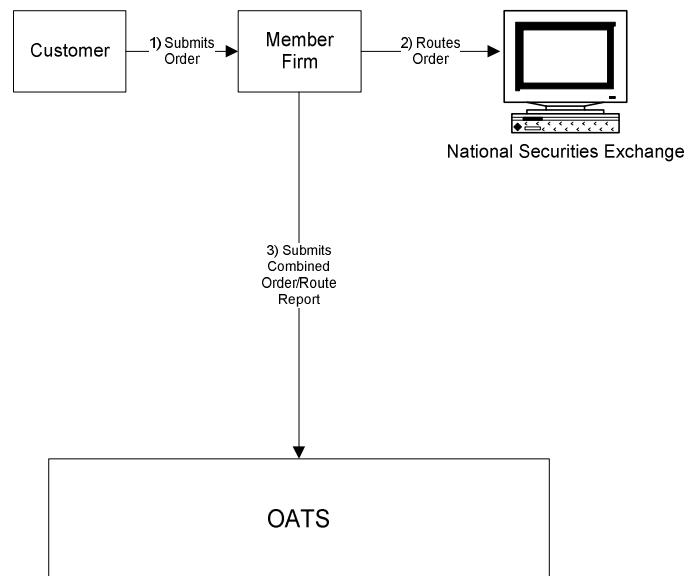 Customer
1) Submits
Order
Member
Firm
2) Routes
Order
National Securities Exchange
3) Submits
Combined
Order/Route
Report
OATS